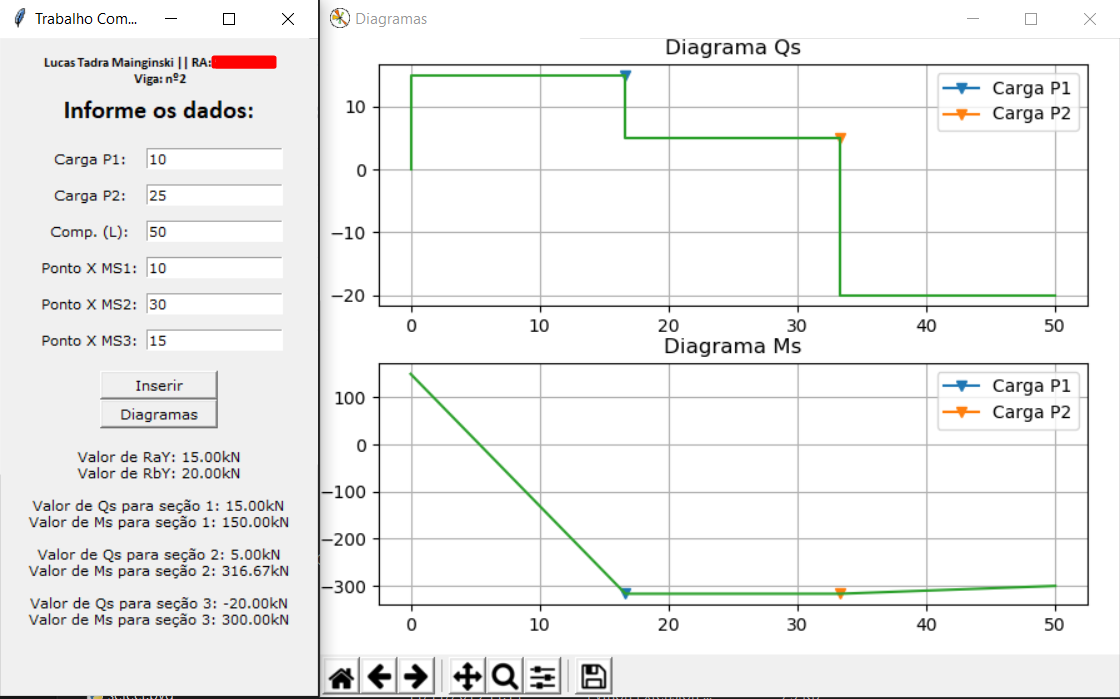 Trabalho Com...
Lucas Tadra Mainginski || RA:
Viga: nº2
Informe os dados:
Carga P1: 10
Carga P2: 25
Comp. (L): 50
Ponto X MS1: 10
Ponto X MS2: 30
Ponto X MS3: 15
Inserir
Diagramas
Valor de RaY: 15.00kN
Valor de RbY: 20.00kN
Valor de Qs para seção 1: 15.00kN
Valor de Ms para seção 1: 150.00kN
Valor de Qs para seção 2: 5.00kN
Valor de Ms para seção 2: 316.67kN
Valor de Qs para seção 3: -20.00kN
Valor de Ms para seção 3: 300.00kN
Diagramas
Diagrama Qs
Carga P1
Carga P2
10
0
−10
−20
0 10 20 30 40 50
Diagrama Ms
Carga P1
Carga P2
100
0
−100
−200
−300
0 10 20 30 40 50